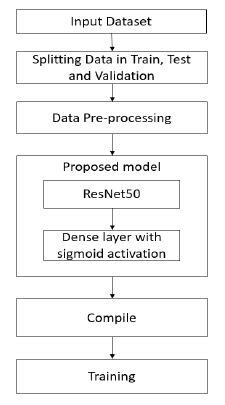 Input Dataset
Splitting Data in Train, Test
and Validation
Data Pre-processing
Proposed model
ResNet50
Dense layer with
sigmoid activation
Compile
Training